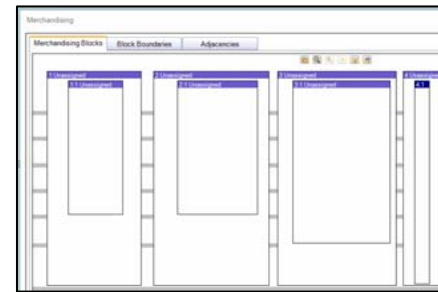 Merchandising
Merchandising Blocks Block Boundaries Adjacencies
1 Unassigned 2 Unassigned 3 Unassigned 4 Unassigned
1.1 Unassigned 2.1 Unassigned 3.1 Unassigned 4.1